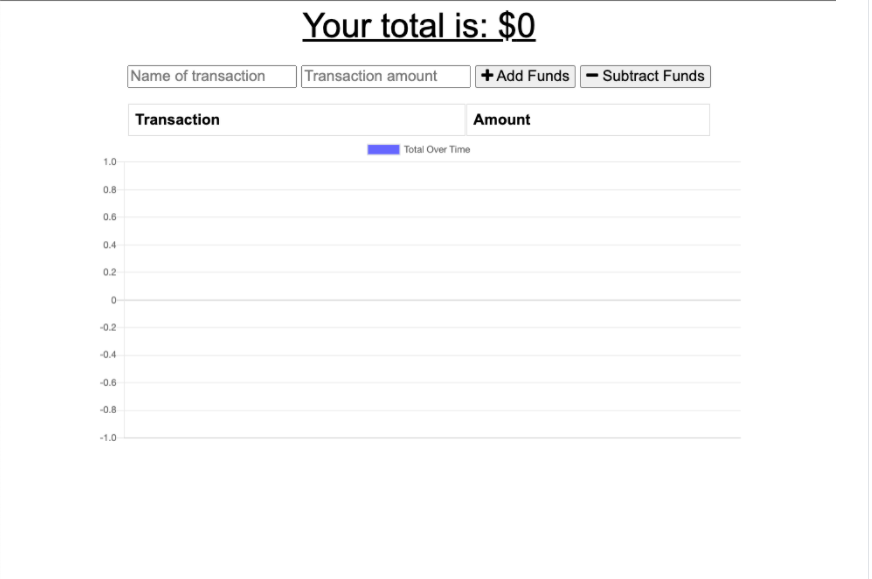 Your total is: $0
Name of transaction Transaction amount + Add Funds − Subtract Funds
Transaction Amount
Total Over Time
1.0
0.8
0.6
0.4
0.2
0
-0.2
-0.4
-0.6
-0.8
-1.0